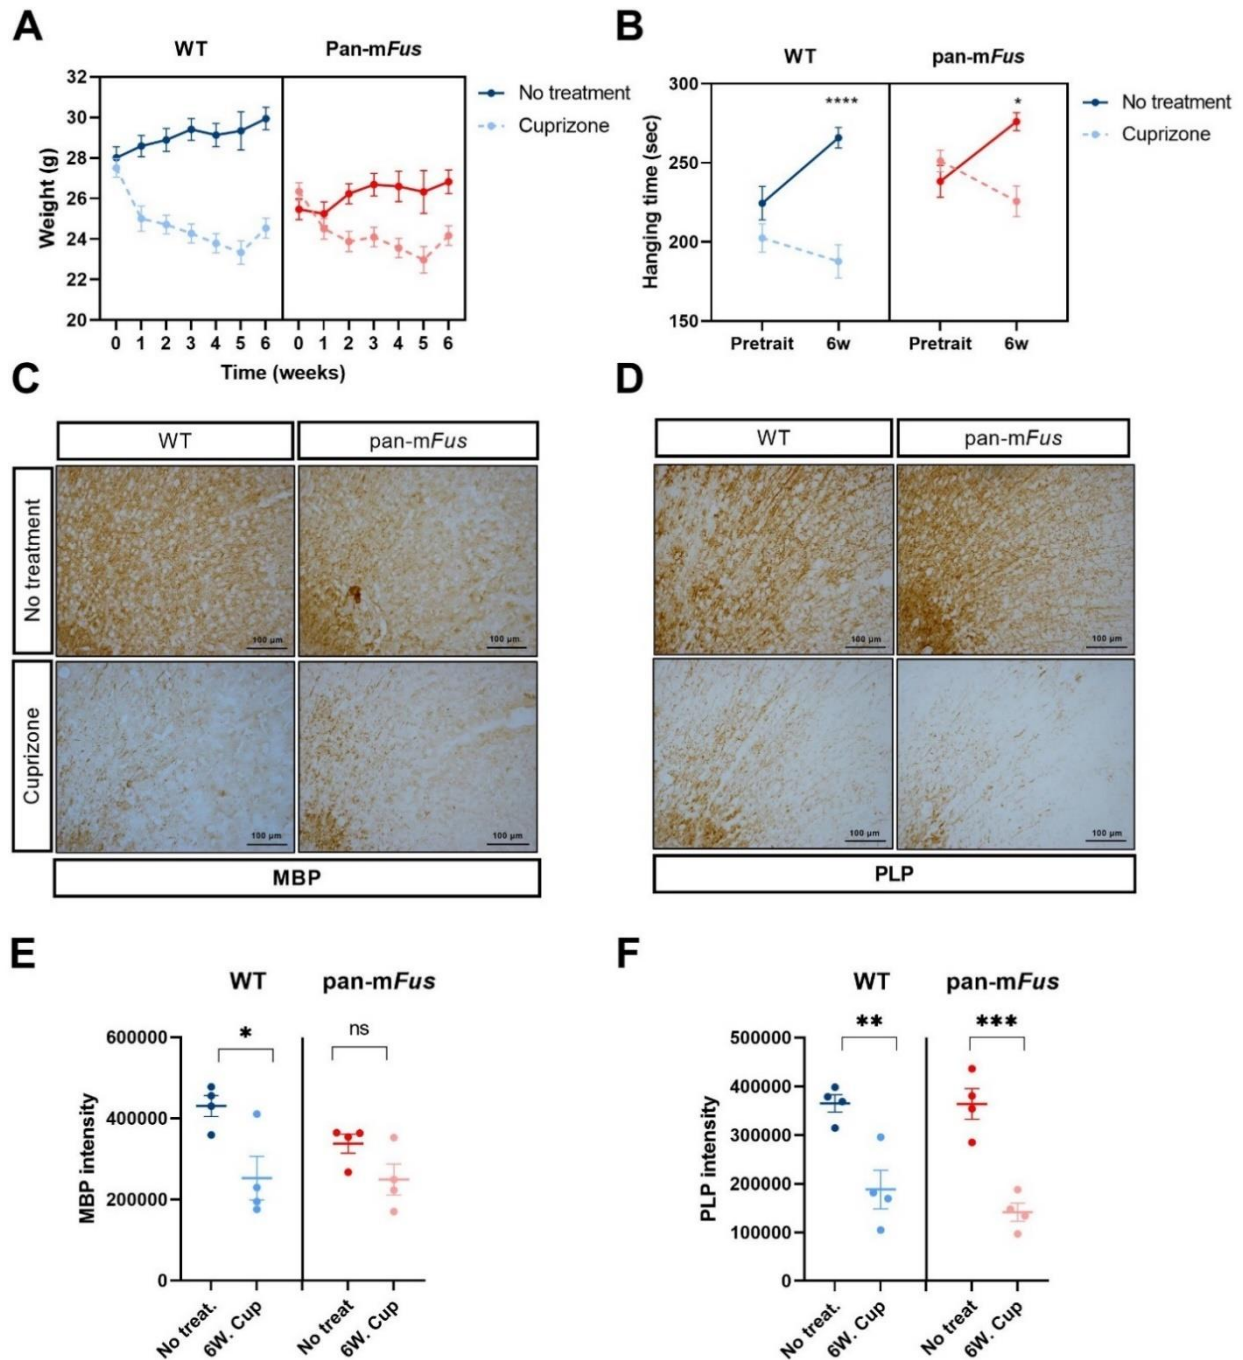 A
WT Pan-mFus
Weight (g)
32
30
28
26
24
22
20
0 1 2 3 4 5 6 0 1 2 3 4 5 6
Time (weeks)
No treatment
Cuprizone
B
WT pan-mFus
Hanging time (sec)
300
250
200
150
**** *
Pretrait 6w Pretrait 6w
No treatment
Cuprizone
C
WT pan-mFus
No treatment
100 µm 100 µm
Cuprizone
100 µm 100 µm
MBP
D
WT pan-mFus
100 µm 100 µm
100 µm 100 µm
PLP
E
WT pan-mFus
MBP intensity
600000
400000
200000
0
* ns
No treat. 6W. Cup No treat 6W. Cup
F
WT pan-mFus
PLP intensity
500000
400000
300000
200000
100000
0
** ***
No treat. 6W. Cup No treat 6W. Cup